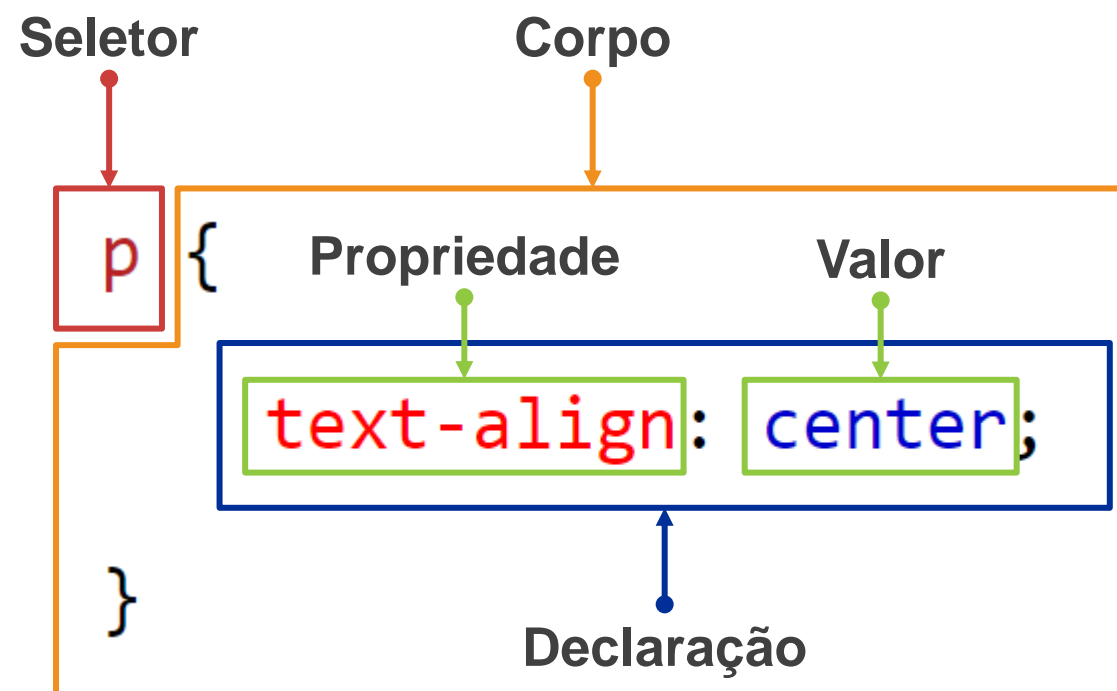 Seletor Corpo
p {
Propriedade Valor
text-align: center;
}
Declaração